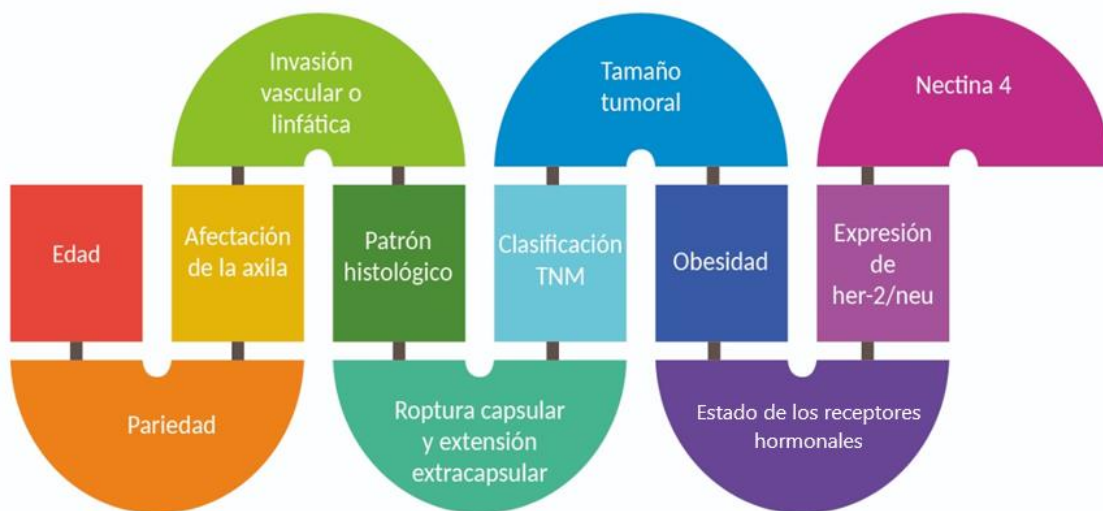 Edad
Pariedad
Afectación
de la axila
Invasión
vascular o
linfática
Patrón
histológico
Roptura capsular
y extensión
extracapsular
Clasificación
TNM
Tamaño
tumoral
Obesidad
Estado de los receptores
hormonales
Expresión
de
her-2/neu
Nectina 4